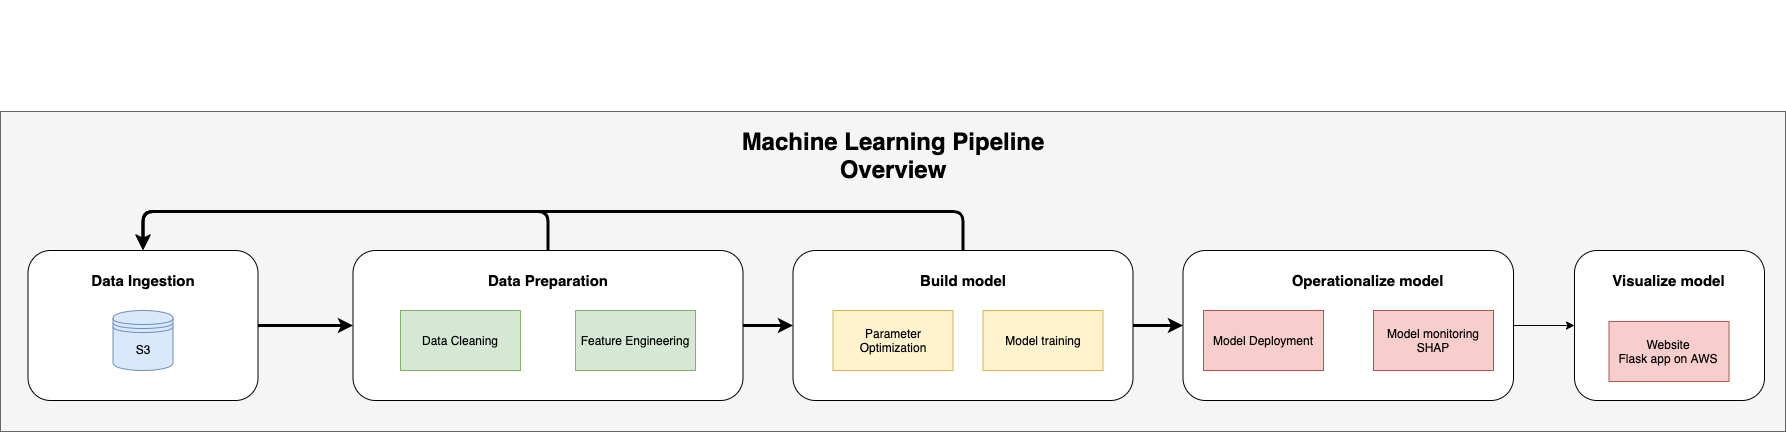 Machine Learning Pipeline
Overview
Data Ingestion
S3
Data Preparation
Data Cleaning
Feature Engineering
Build model
Parameter
Optimization
Model training
Operationalize model
Model Deployment
Model monitoring
SHAP
Visualize model
Website
Flask app on AWS